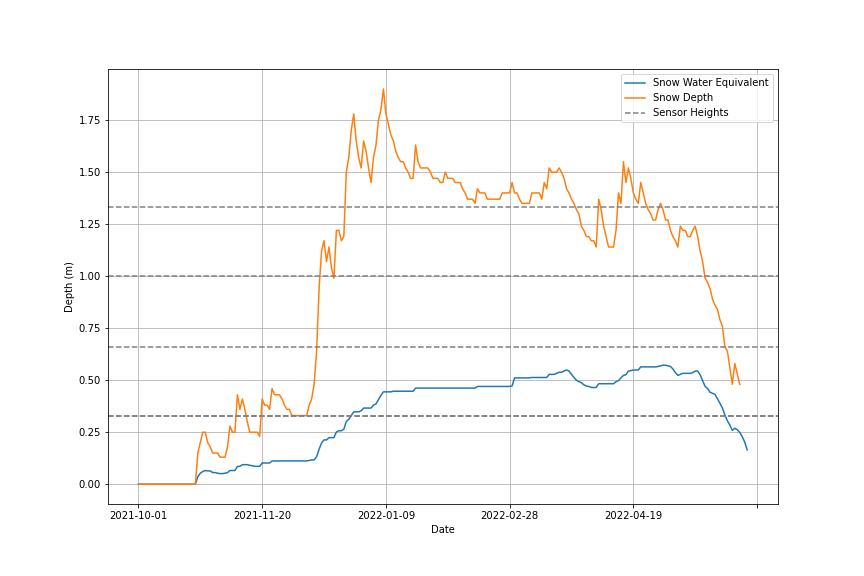 Snow Water Equivalent
Snow Depth
Sensor Heights
1.75
1.50
1.25
1.00
0.75
0.50
0.25
0.00
Depth (m)
2021-10-01 2021-11-20 2022-01-09 2022-02-28 2022-04-19
Date